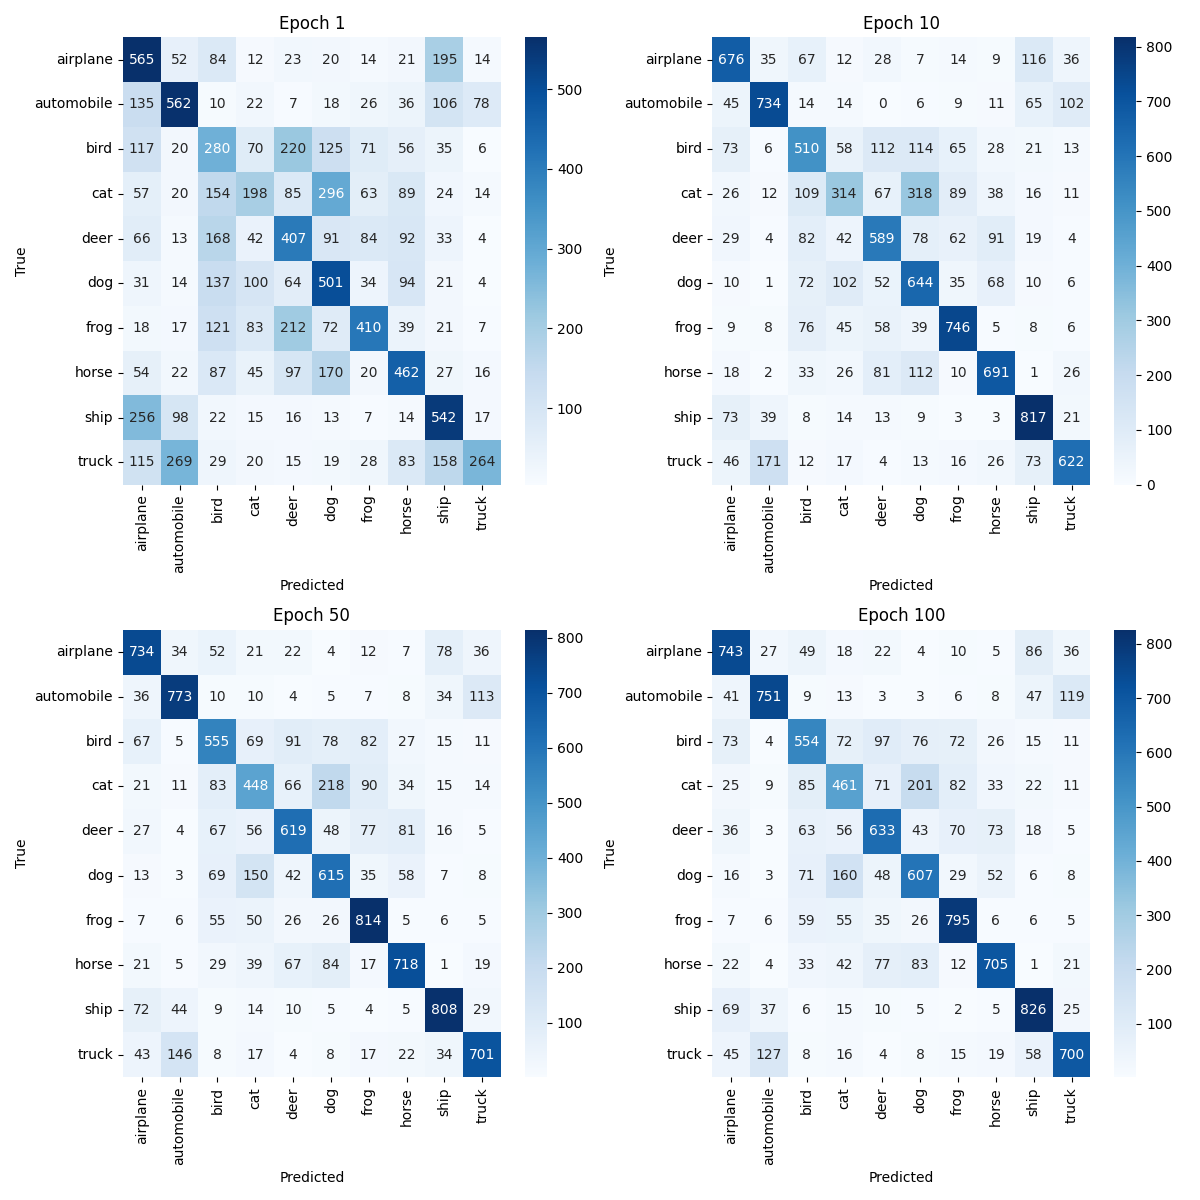 Epoch 1
airplane 565 52 84 12 23 20 14 21 195 14
automobile 135 562 10 22 7 18 26 36 106 78
bird 117 20 280 70 220 125 71 56 35 6
cat 57 20 154 198 85 296 63 89 24 14
deer 66 13 168 42 407 91 84 92 33 4
dog 31 14 137 100 64 501 34 94 21 4
frog 18 17 121 83 212 72 410 39 21 7
horse 54 22 87 45 97 170 20 462 27 16
ship 256 98 22 15 16 13 7 14 542 17
truck 115 269 29 20 15 19 28 83 158 264
True
airplane automobile bird cat deer dog frog horse ship truck
Predicted
500
400
300
200
100
Epoch 10
airplane 676 35 67 12 28 7 14 9 116 36
automobile 45 734 14 14 0 6 9 11 65 102
bird 73 6 510 58 112 114 65 28 21 13
cat 26 12 109 314 67 318 89 38 16 11
deer 29 4 82 42 589 78 62 91 19 4
dog 10 1 72 102 52 644 35 68 10 6
frog 9 8 76 45 58 39 746 5 8 6
horse 18 2 33 26 81 112 10 691 1 26
ship 73 39 8 14 13 9 3 3 817 21
truck 46 171 12 17 4 13 16 26 73 622
True
airplane automobile bird cat deer dog frog horse ship truck
Predicted
800
700
600
500
400
300
200
100
0
Epoch 50
airplane 734 34 52 21 22 4 12 7 78 36
automobile 36 773 10 10 4 5 7 8 34 113
bird 67 5 555 69 91 78 82 27 15 11
cat 21 11 83 448 66 218 90 34 15 14
deer 27 4 67 56 619 48 77 81 16 5
dog 13 3 69 150 42 615 35 58 7 8
frog 7 6 55 50 26 26 814 5 6 5
horse 21 5 29 39 67 84 17 718 1 19
ship 72 44 9 14 10 5 4 5 808 29
truck 43 146 8 17 4 8 17 22 34 701
True
airplane automobile bird cat deer dog frog horse ship truck
Predicted
800
700
600
500
400
300
200
100
Epoch 100
airplane 743 27 49 18 22 4 10 5 86 36
automobile 41 751 9 13 3 3 6 8 47 119
bird 73 4 554 72 97 76 72 26 15 11
cat 25 9 85 461 71 201 82 33 22 11
deer 36 3 63 56 633 43 70 73 18 5
dog 16 3 71 160 48 607 29 52 6 8
frog 7 6 59 55 35 26 795 6 6 5
horse 22 4 33 42 77 83 12 705 1 21
ship 69 37 6 15 10 5 2 5 826 25
truck 45 127 8 16 4 8 15 19 58 700
True
airplane automobile bird cat deer dog frog horse ship truck
Predicted
800
700
600
500
400
300
200
100